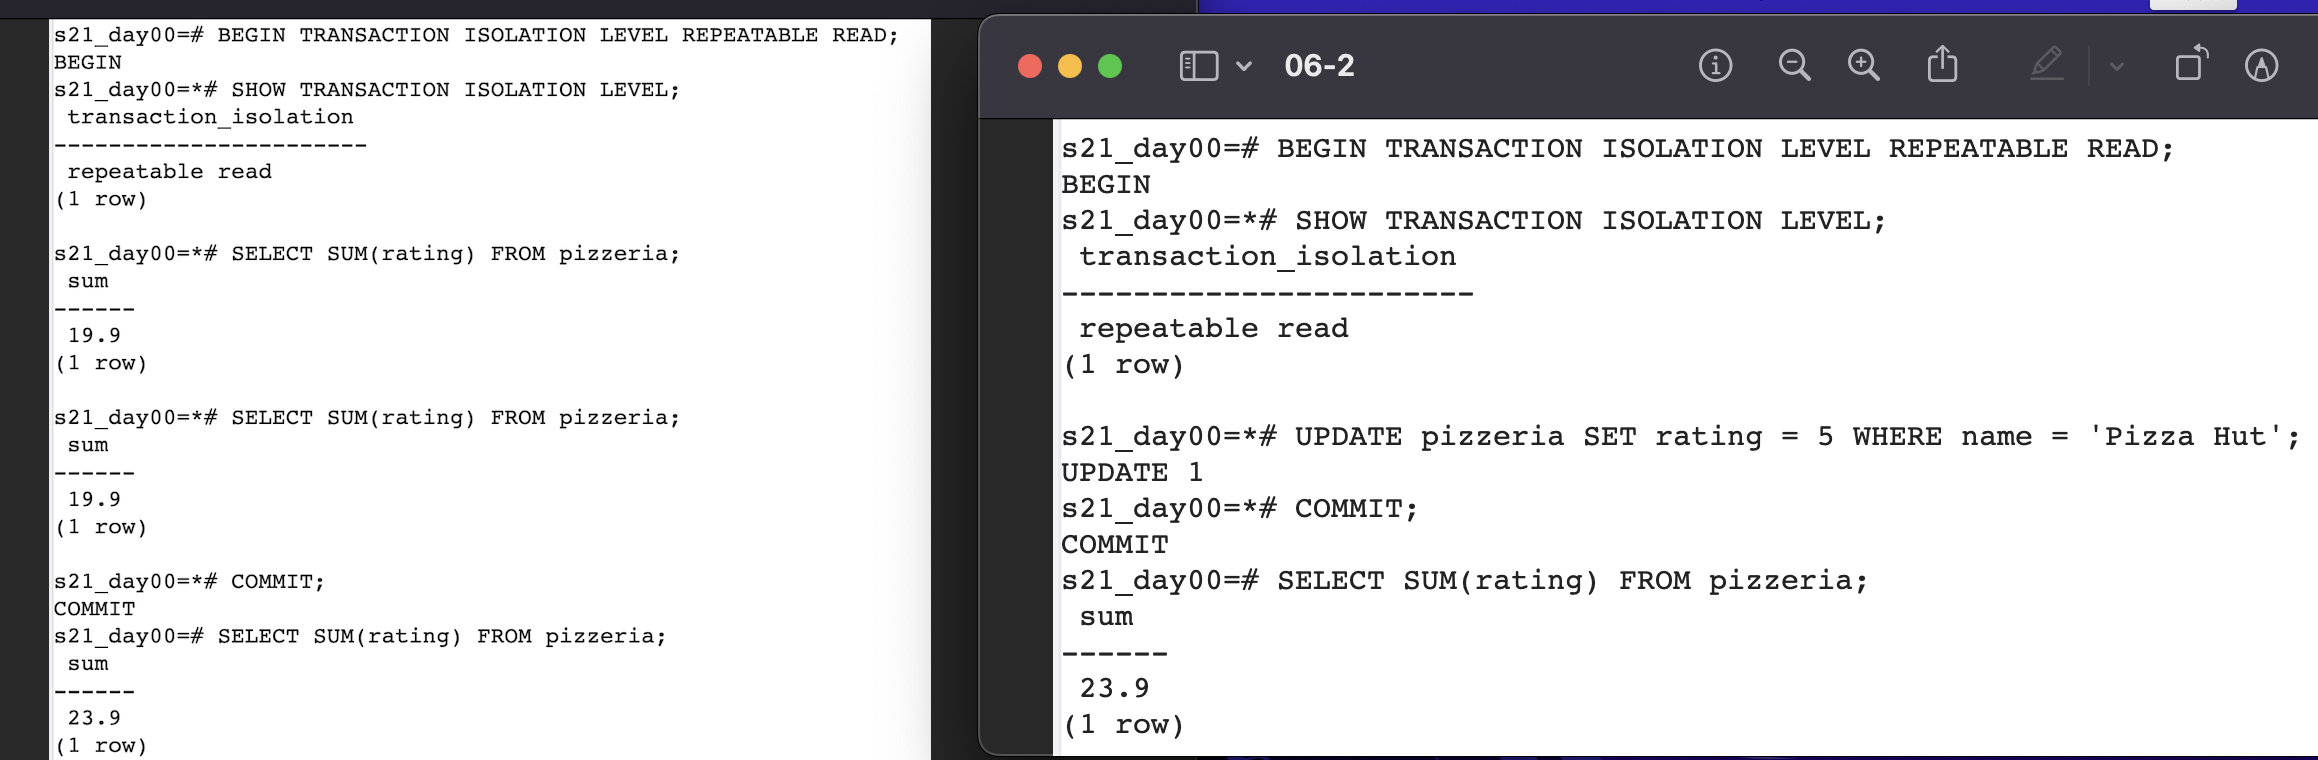 s21_day00=# BEGIN TRANSACTION ISOLATION LEVEL REPEATABLE READ;
BEGIN
s21_day00=*# SHOW TRANSACTION ISOLATION LEVEL;
transaction_isolation
-----------------------
repeatable read
(1 row)
s21_day00=*# SELECT SUM(rating) FROM pizzeria;
sum
------
19.9
(1 row)
s21_day00=*# SELECT SUM(rating) FROM pizzeria;
sum
------
19.9
(1 row)
s21_day00=*# COMMIT;
COMMIT
s21_day00=# SELECT SUM(rating) FROM pizzeria;
sum
------
23.9
(1 row)
06-2
s21_day00=# BEGIN TRANSACTION ISOLATION LEVEL REPEATABLE READ;
BEGIN
s21_day00=*# SHOW TRANSACTION ISOLATION LEVEL;
transaction_isolation
-----------------------
repeatable read
(1 row)
s21_day00=*# UPDATE pizzeria SET rating = 5 WHERE name = 'Pizza Hut';
UPDATE 1
s21_day00=*# COMMIT;
COMMIT
s21_day00=# SELECT SUM(rating) FROM pizzeria;
sum
------
23.9
(1 row)